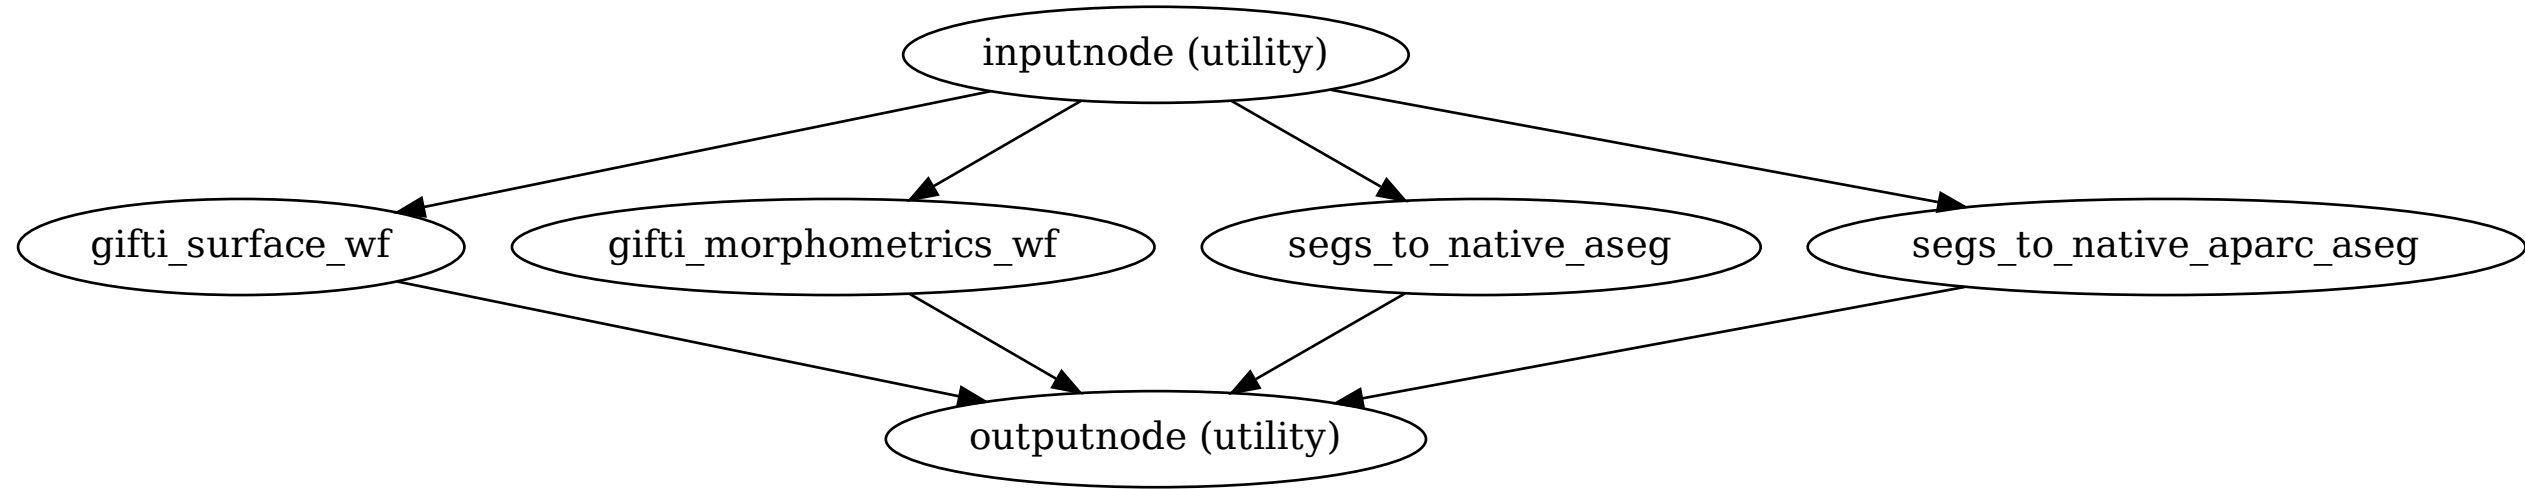 inputnode (utility)
gifti_surface_wf
gifti_morphometrics_wf
segs_to_native_aseg
segs_to_native_aparc_aseg
outputnode (utility)